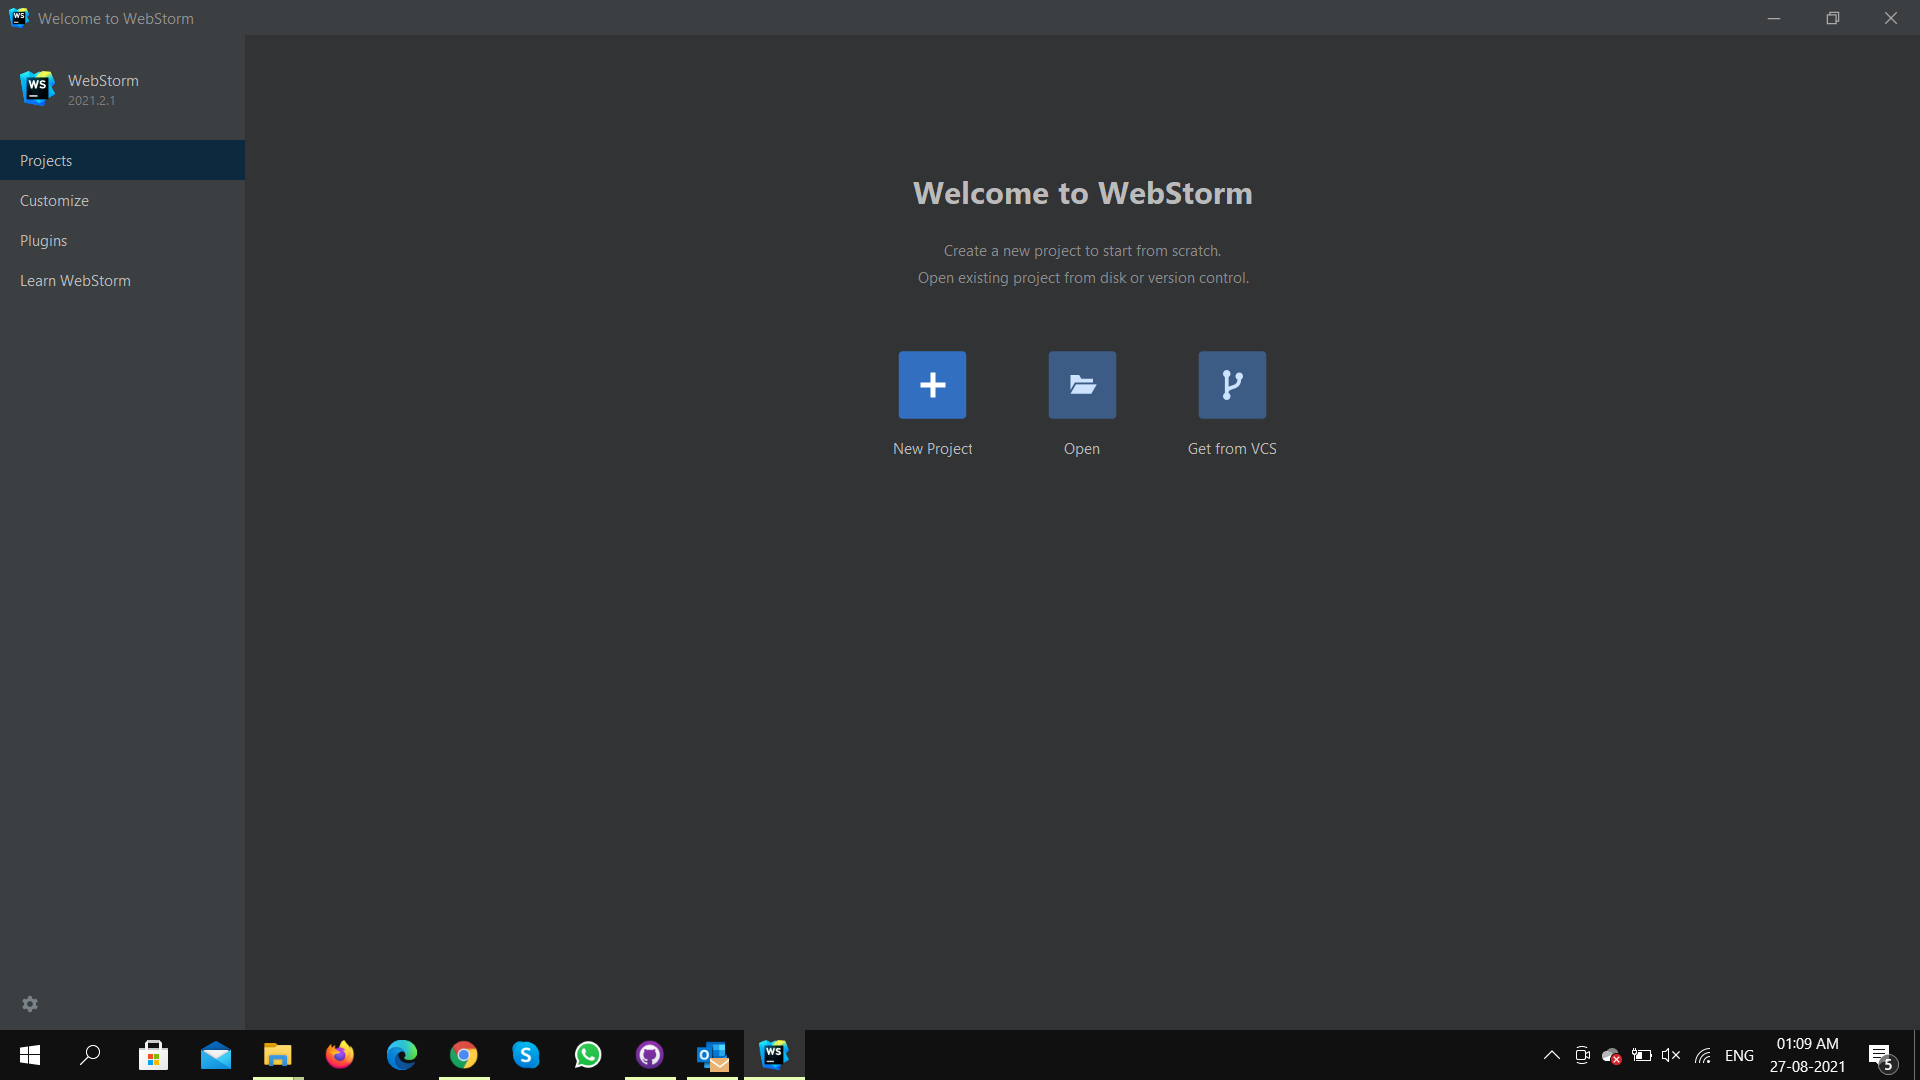 WS Welcome to WebStorm
WS
WebStorm
2021.2.1
Projects
Customize
Plugins
Learn WebStorm
Welcome to WebStorm
Create a new project to start from scratch.
Open existing project from disk or version control.
New Project
Open
Get from VCS
S
O
WS
ENG
01:09 AM
27-08-2021
5